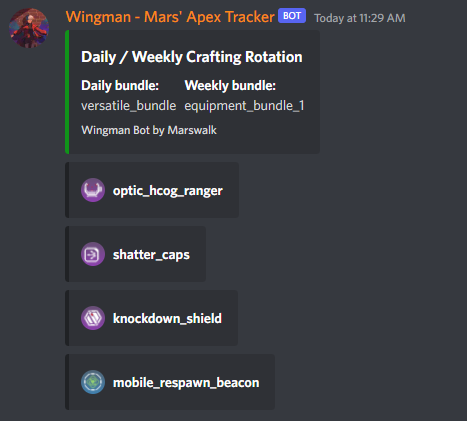 Wingman - Mars' Apex Tracker BOT Today at 11:29 AM
Daily / Weekly Crafting Rotation
Daily bundle: Weekly bundle:
versatile_bundle equipment_bundle_1
Wingman Bot by Marswalk
optic_hcog_ranger
shatter_caps
knockdown_shield
mobile_respawn_beacon